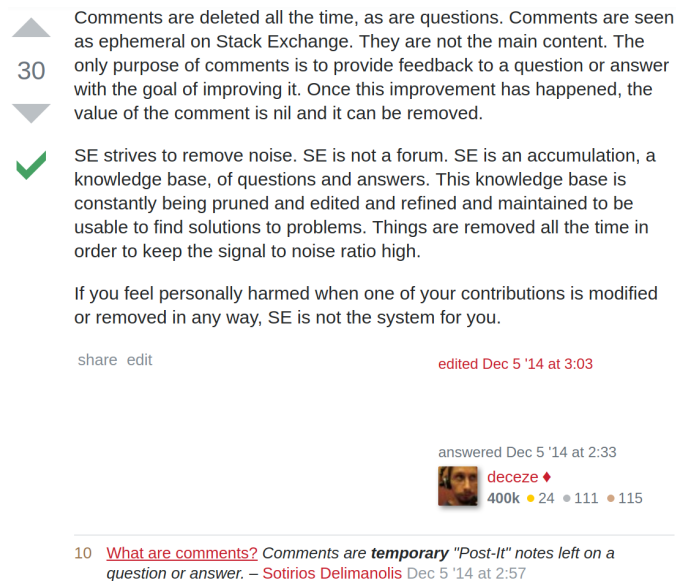 Comments are deleted all the time, as are questions. Comments are seen
as ephemeral on Stack Exchange. They are not the main content. The
only purpose of comments is to provide feedback to a question or answer
with the goal of improving it. Once this improvement has happened, the
value of the comment is nil and it can be removed.
30
SE strives to remove noise. SE is not a forum. SE is an accumulation, a
knowledge base, of questions and answers. This knowledge base is
constantly being pruned and edited and refined and maintained to be
usable to find solutions to problems. Things are removed all the time in
order to keep the signal to noise ratio high.
If you feel personally harmed when one of your contributions is modified
or removed in any way, SE is not the system for you.
share edit
edited Dec 5 '14 at 3:03
answered Dec 5 '14 at 2:33
deceze ♦
400k ●24 ●111 ●115
10 What are comments? Comments are temporary "Post-It" notes left on a
question or answer. – Sotirios Delimanolis Dec 5 '14 at 2:57